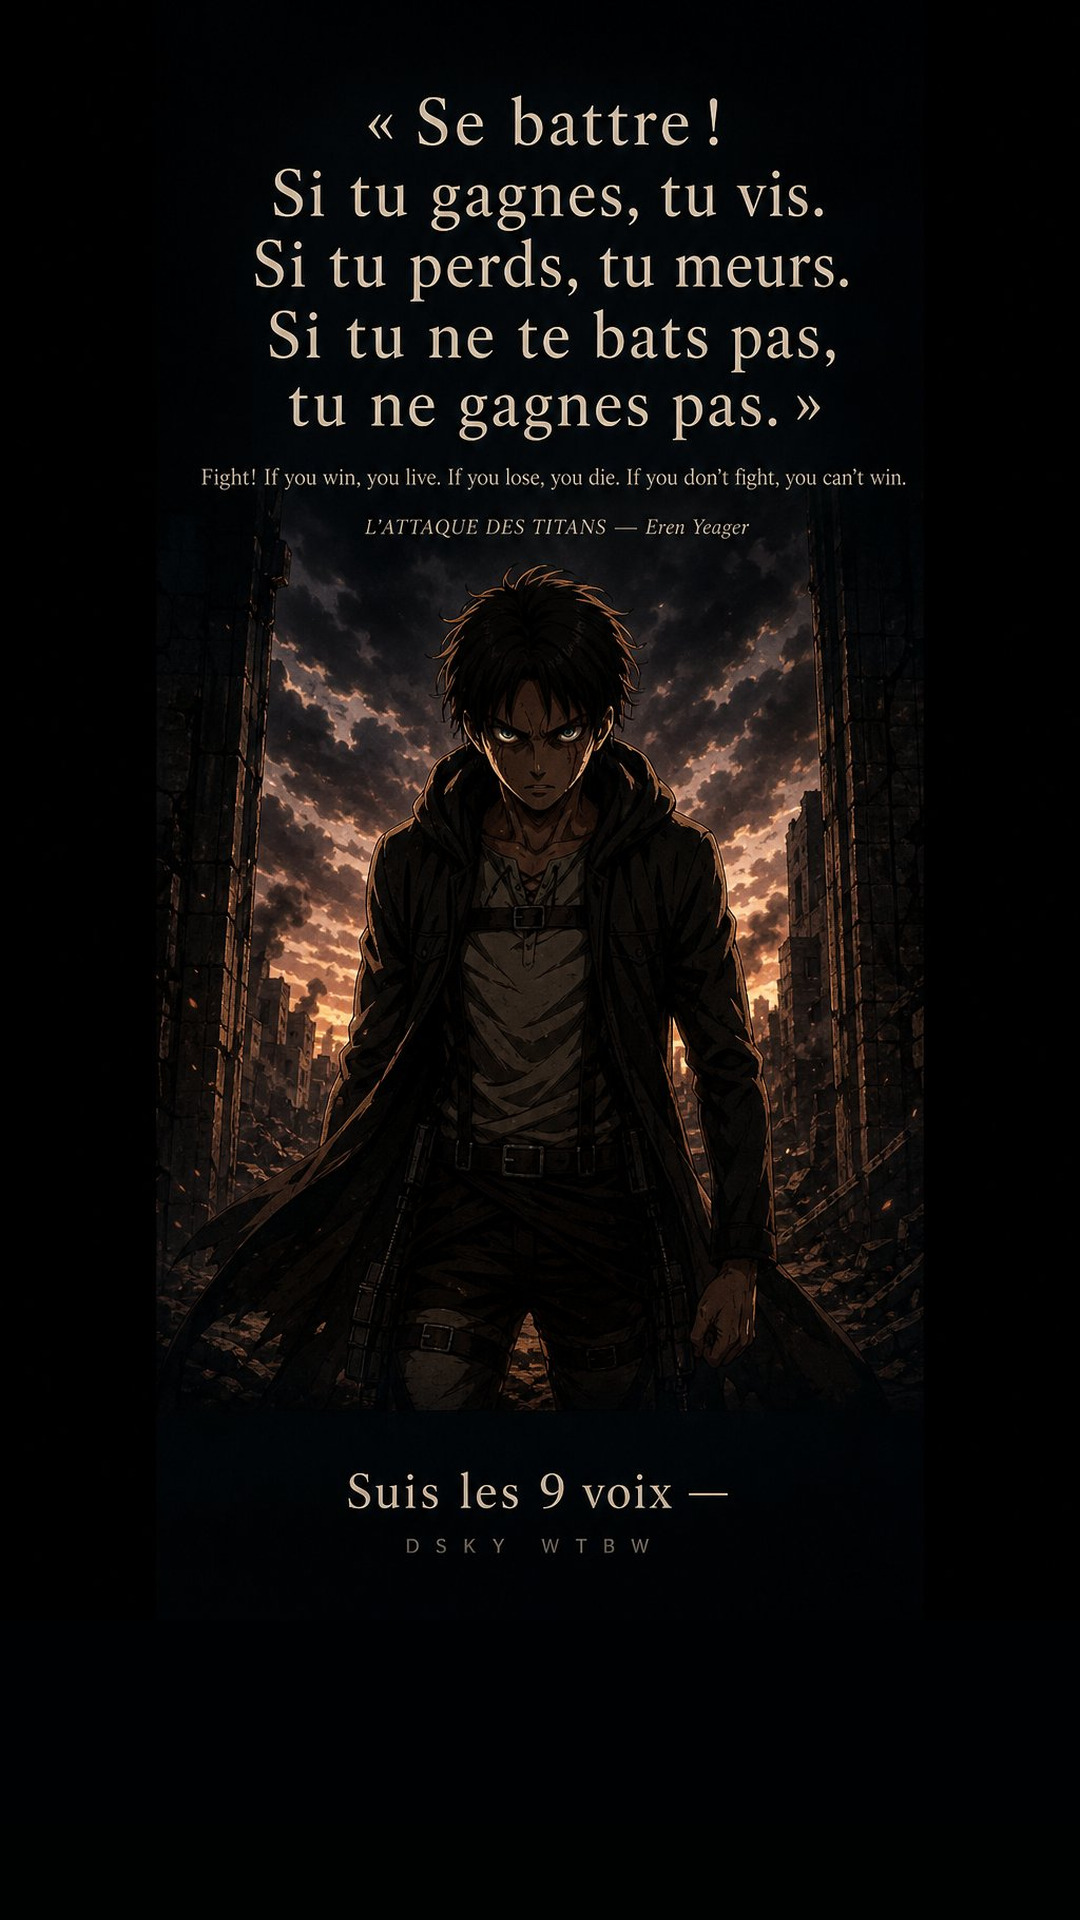 « Se battre !
Si tu gagnes, tu vis.
Si tu perds, tu meurs.
Si tu ne te bats pas,
tu ne gagnes pas. »
Fight! If you win, you live. If you lose, you die. If you don’t fight, you can’t win.
L’ATTAQUE DES TITANS — Eren Yeager
Suis les 9 voix —
DSKY WTBW